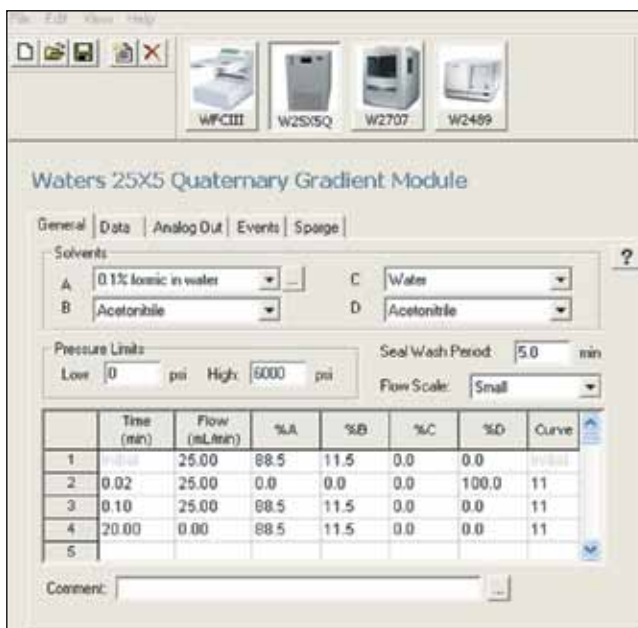 File Edit View Help
WFCIII W25X5Q W2707 W2489
Waters 25X5 Quaternary Gradient Module
General Data Analog Out Events Sparge
Solvents ?
A 0.1% formic in water ... C Water
B Acetonitrile D Acetonitrile
Pressure Limits Seal Wash Period: 5.0 min
Low: 0 psi High: 6000 psi
Flow Scale: Small
Time (min) Flow (mL/min) %A %B %C %D Curve
1 Initial 25.00 88.5 11.5 0.0 0.0 Initial
2 0.02 25.00 0.0 0.0 0.0 100.0 11
3 0.10 25.00 88.5 11.5 0.0 0.0 11
4 20.00 0.00 88.5 11.5 0.0 0.0 11
5
Comment: ...